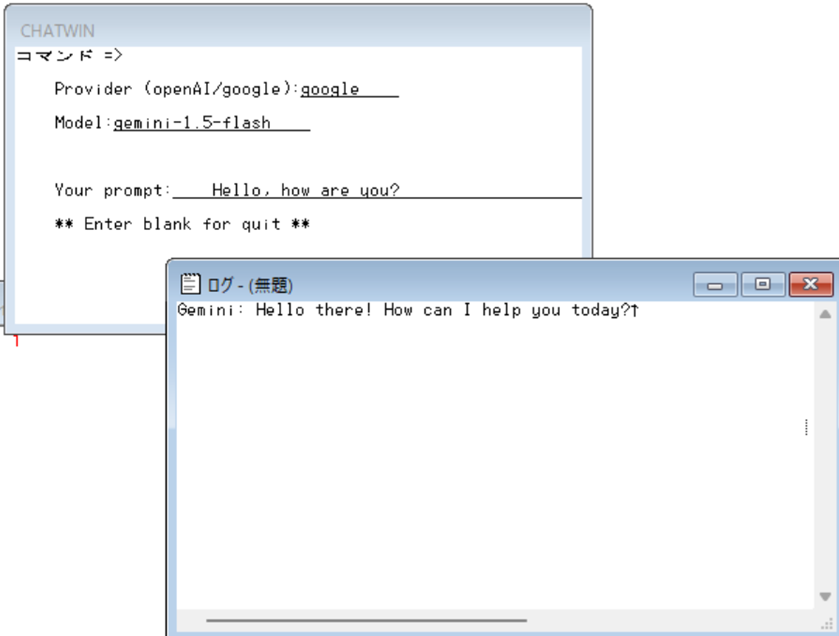 CHATWIN
コマンド =>
Provider (openAI/google):google
Model:gemini-1.5-flash
Your prompt: Hello, how are you?
** Enter blank for quit **
ログ - (無題)
Gemini: Hello there! How can I help you today?↑